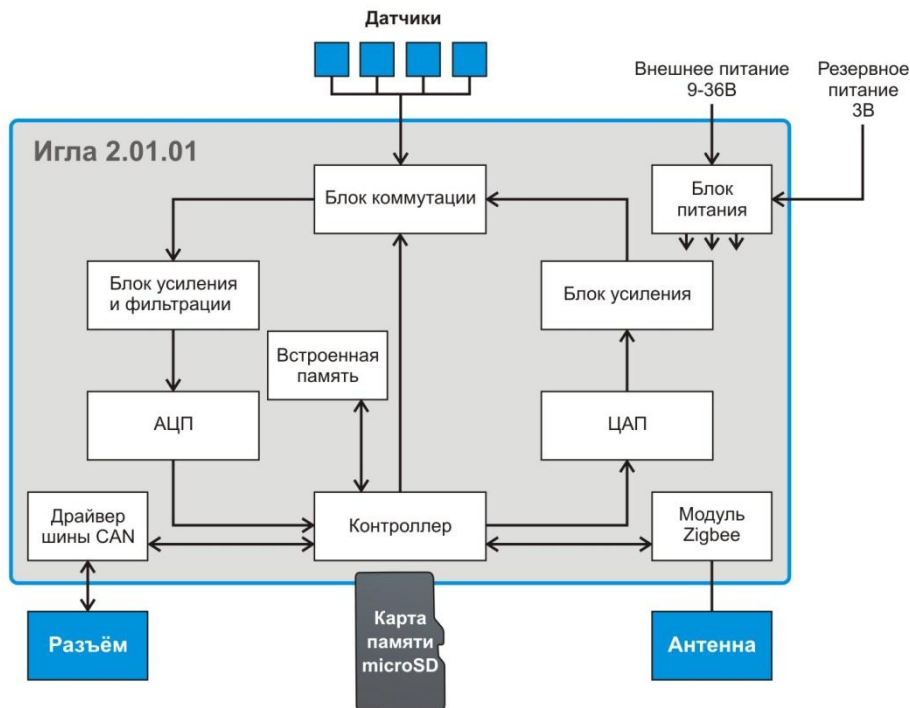 Датчики
Внешнее питание
9-36В
Резервное
питание
3В
Игла 2.01.01
Блок коммутации
Блок
питания
Блок усиления
и фильтрации
Блок усиления
Встроенная
память
АЦП
ЦАП
Драйвер
шины CAN
Контроллер
Модуль
Zigbee
Разъём
Карта
памяти
microSD
Антенна